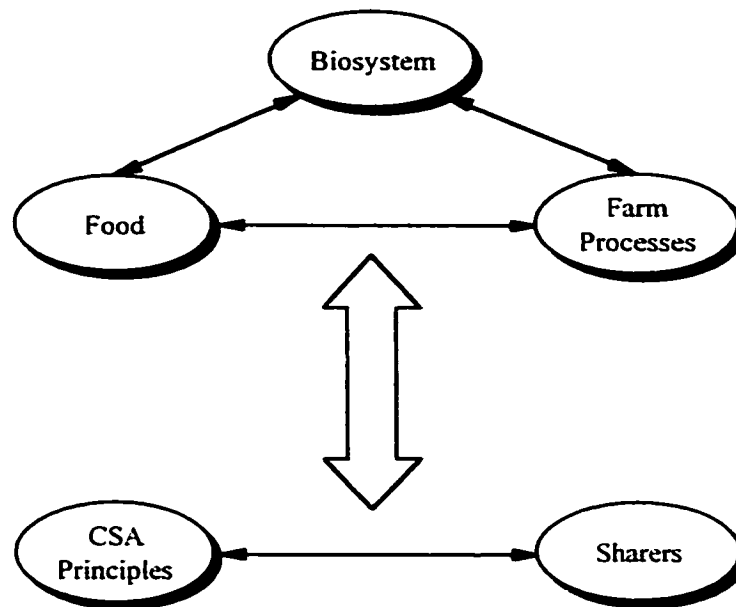 Biosystem
Food
Farm
Processes
CSA
Principles
Sharers